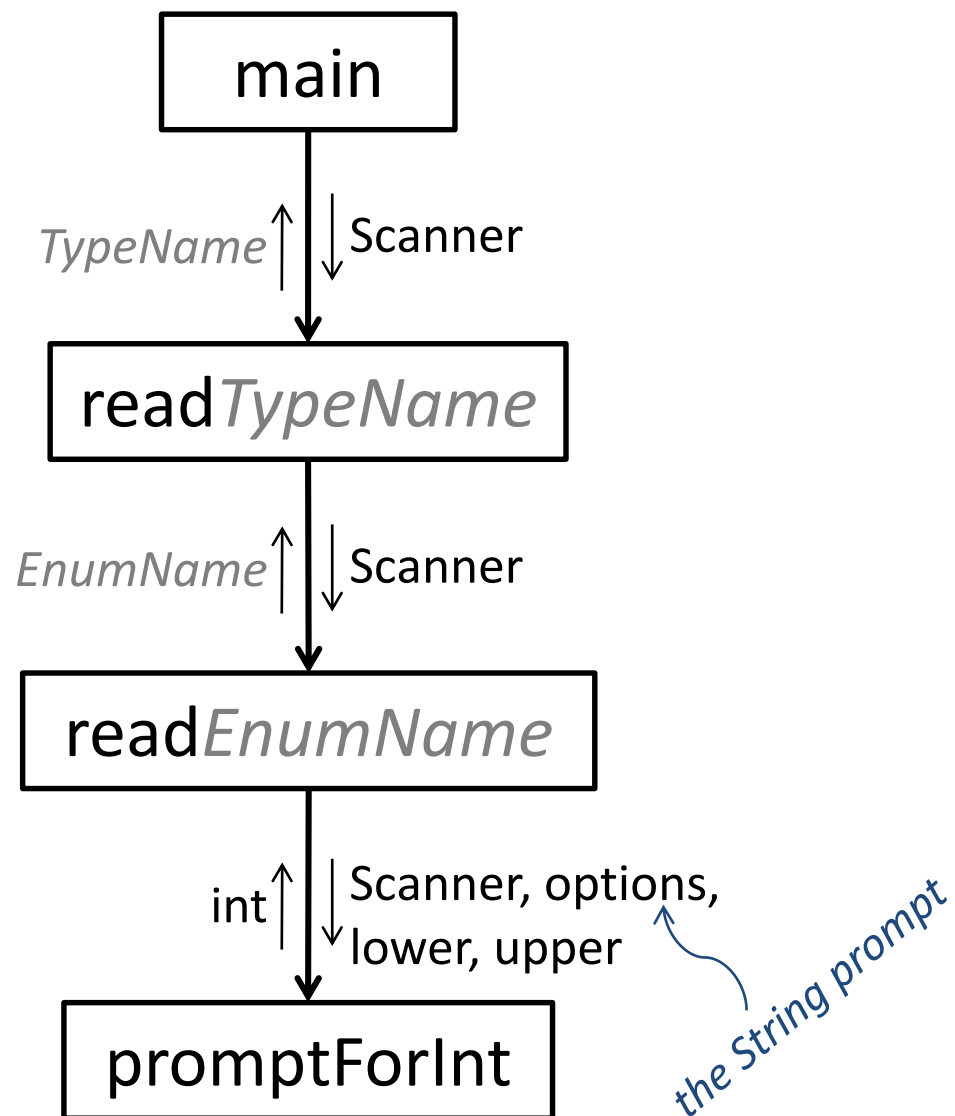 main
TypeName
Scanner
readTypeName
EnumName
Scanner
readEnumName
int
Scanner, options,
lower, upper
the String prompt
promptForInt